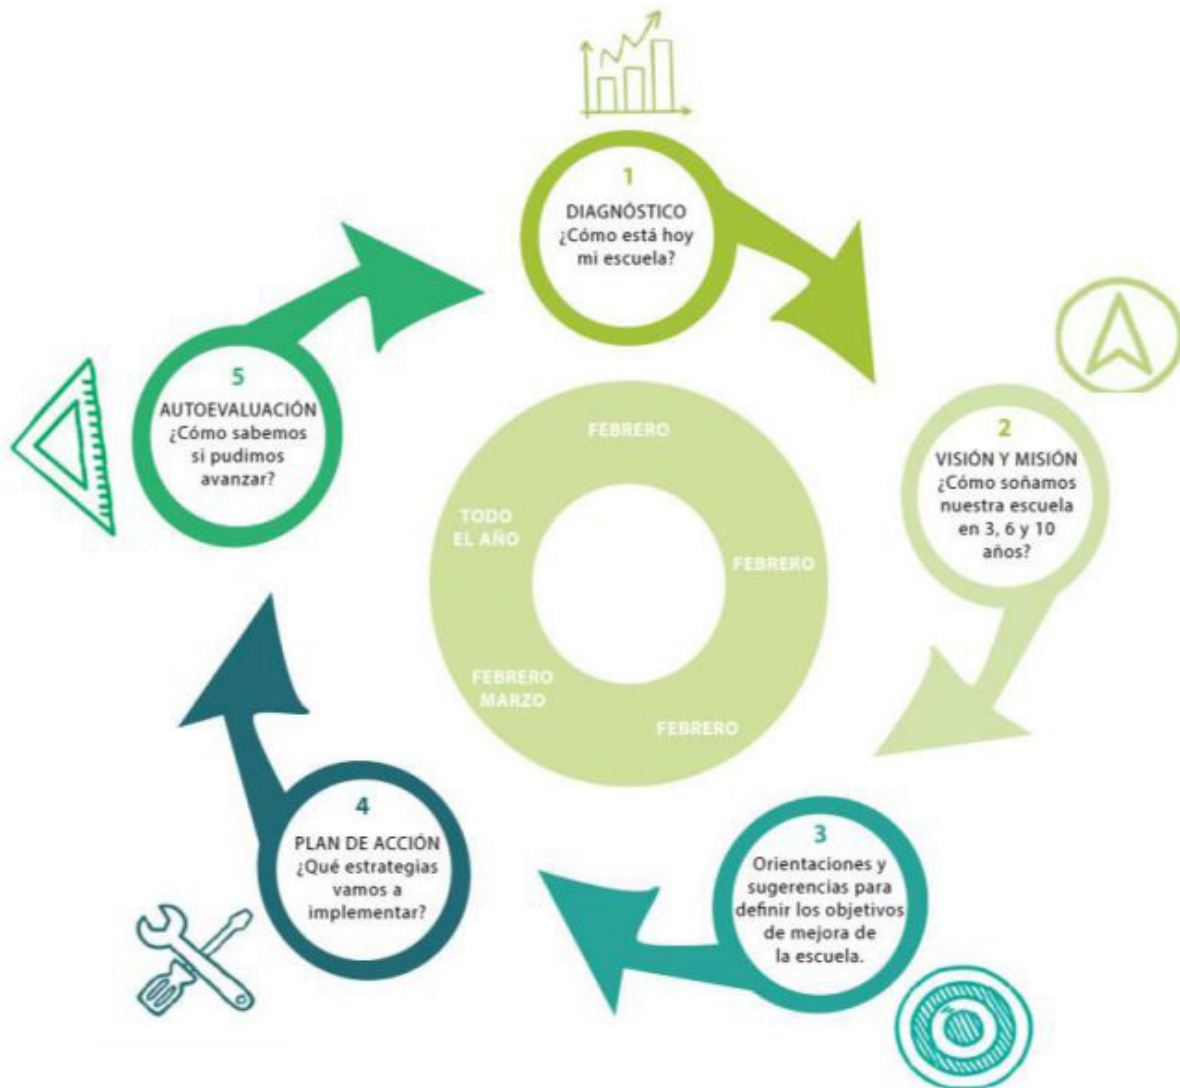 1
DIAGNÓSTICO
¿Cómo está hoy
mi escuela?
2
VISIÓN Y MISIÓN
¿Cómo soñamos
nuestra escuela
en 3, 6 y 10
años?
3
Orientaciones y
sugerencias para
definir los objetivos
de mejora de
la escuela.
4
PLAN DE ACCIÓN
¿Qué estrategias
vamos a
implementar?
5
AUTOEVALUACIÓN
¿Cómo sabemos
si pudimos
avanzar?
FEBRERO
FEBRERO
FEBRERO
FEBRERO
MARZO
TODO
EL AÑO